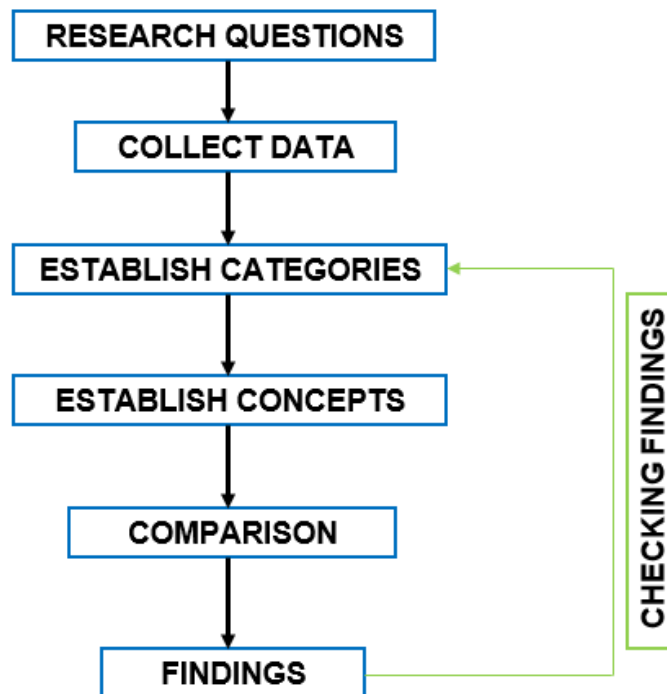 RESEARCH QUESTIONS
COLLECT DATA
ESTABLISH CATEGORIES
ESTABLISH CONCEPTS
COMPARISON
FINDINGS
CHECKING FINDINGS